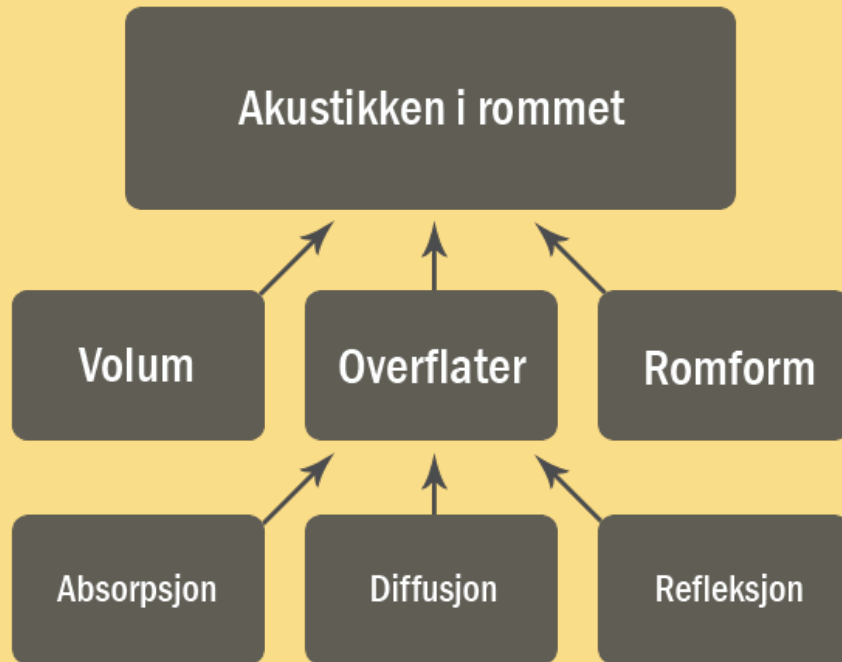 Akustikken i rommet
Volum
Overflater
Romform
Absorpsjon
Diffusjon
Refleksjon